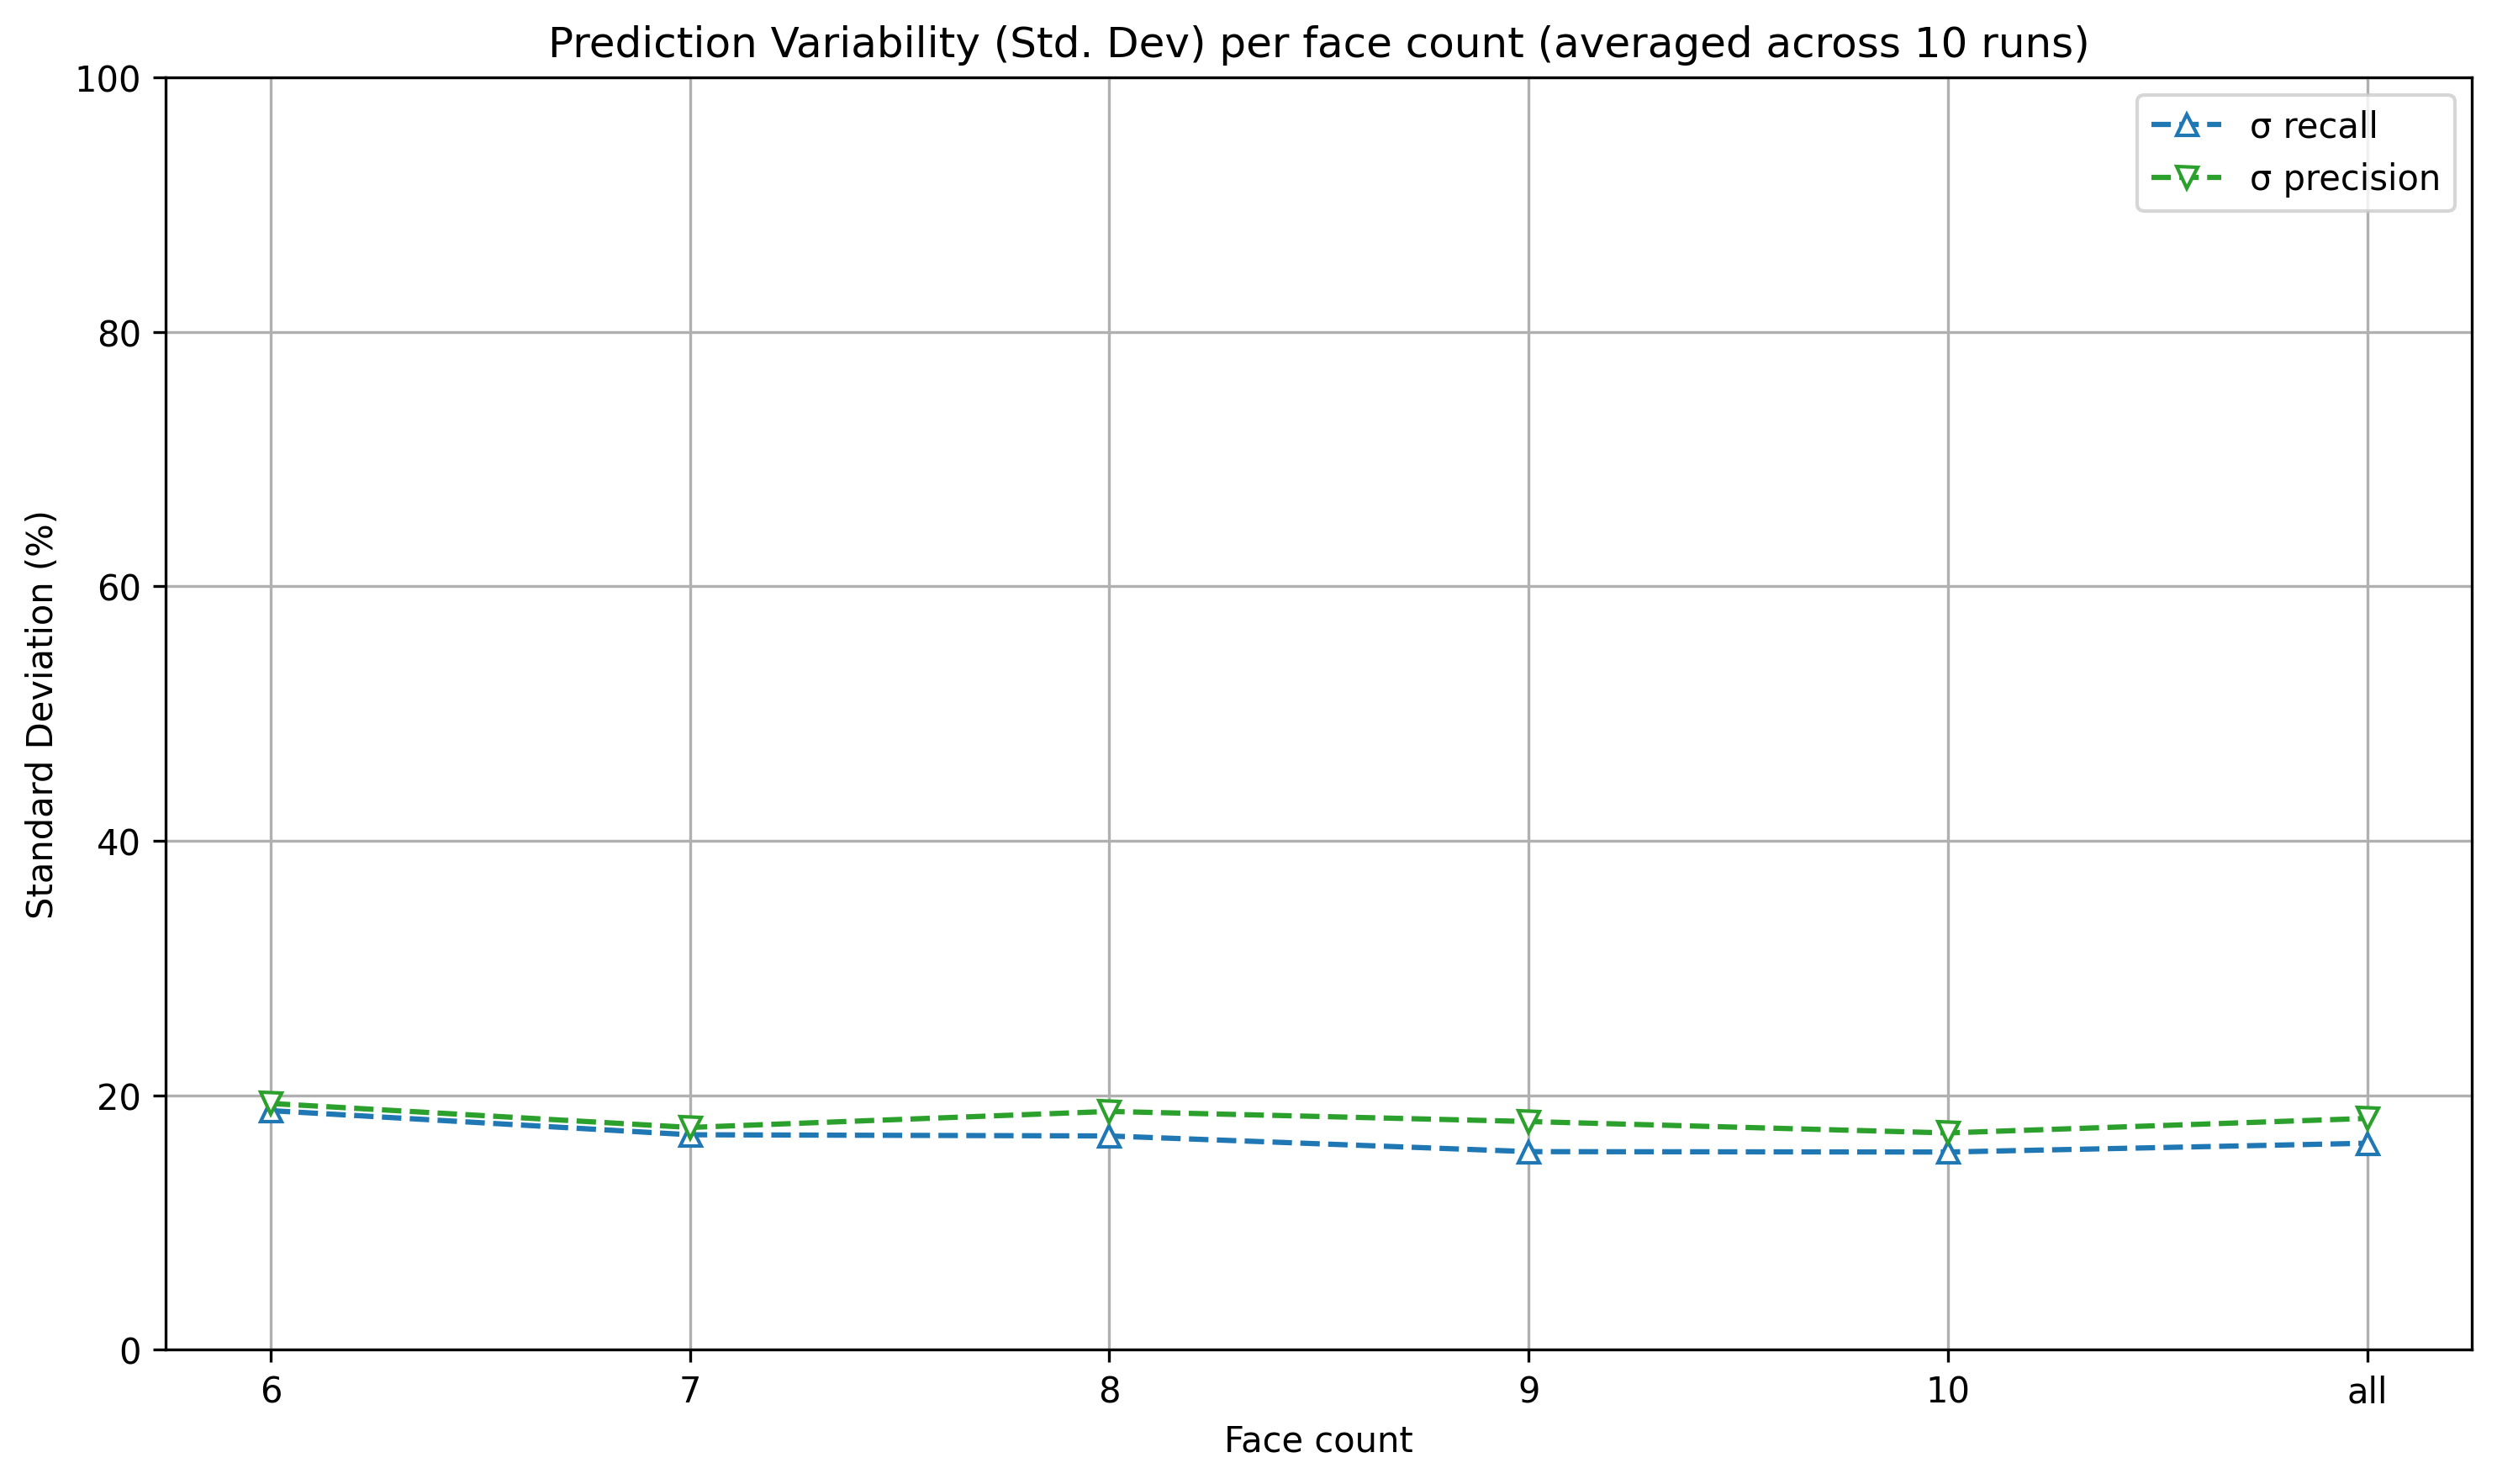 Prediction Variability (Std. Dev) per face count (averaged across 10 runs)
100
80
60
40
20
0
Standard Deviation (%)
σ recall
σ precision
6 7 8 9 10 all
Face count